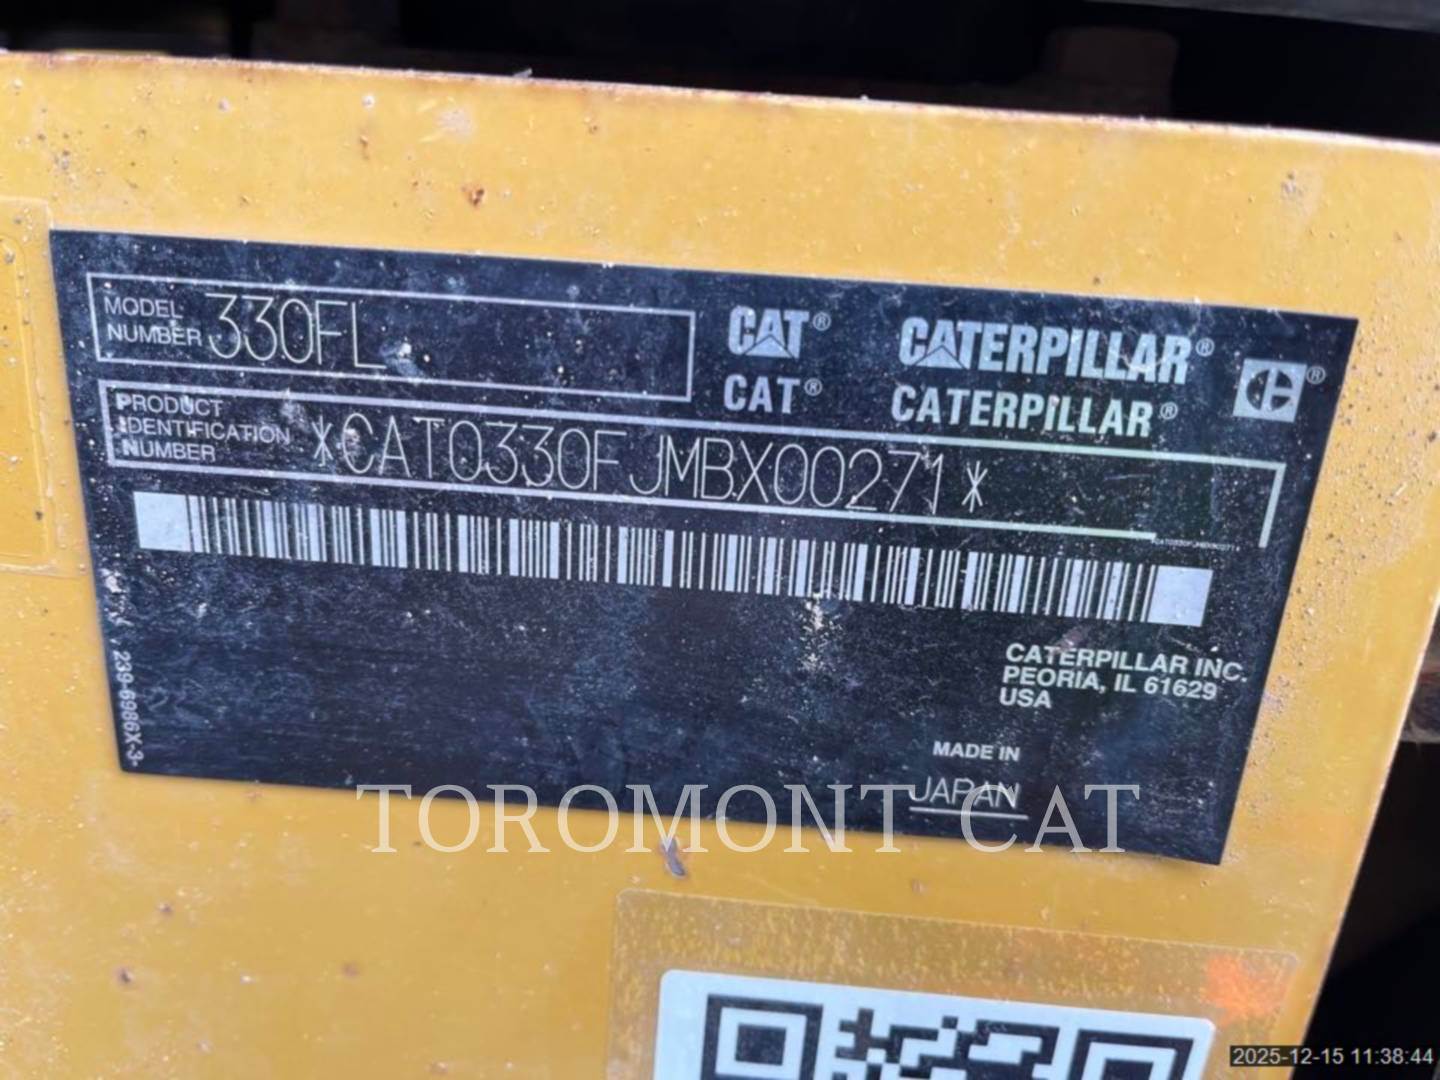 MODEL
NUMBER 330FL
CAT® CATERPILLAR®
CAT® CATERPILLAR®
®
PRODUCT
IDENTIFICATION
NUMBER
*CAT0330FJMBX00271*
CAT0330FJMBX00271
CATERPILLAR INC.
PEORIA, IL 61629
USA
MADE IN
JAPAN
239-6986X-3
TOROMONT CAT
2025-12-15 11:38:44